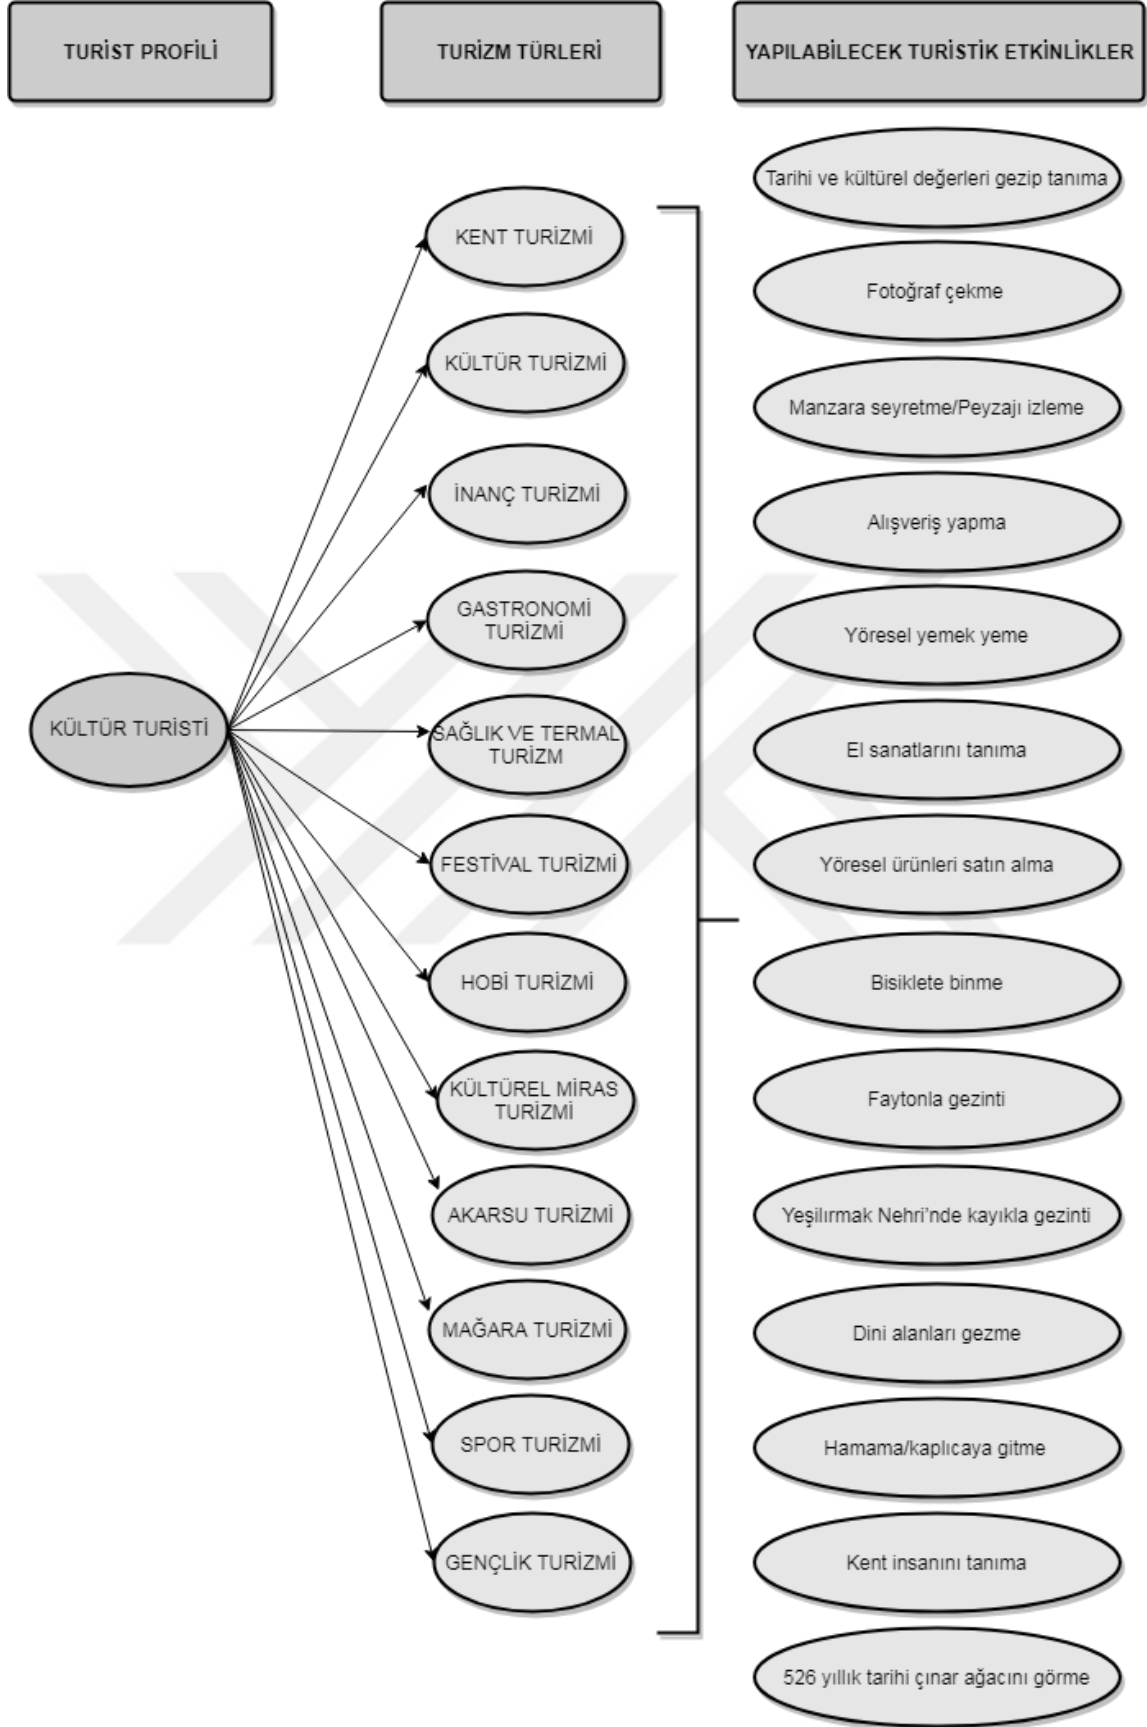 TURİST PROFİLİ
TURİZM TÜRLERİ
YAPILABİLECEK TURİSTİK ETKİNLİKLER
KÜLTÜR TURİSTİ
KENT TURİZMİ
KÜLTÜR TURİZMİ
İNANÇ TURİZMİ
GASTRONOMİ
TURİZMİ
SAĞLIK VE TERMAL
TURİZM
FESTİVAL TURİZMİ
HOBİ TURİZMİ
KÜLTÜREL MİRAS
TURİZMİ
AKARSU TURİZMİ
MAĞARA TURİZMİ
SPOR TURİZMİ
GENÇLİK TURİZMİ
Tarihi ve kültürel değerleri gezip tanıma
Fotoğraf çekme
Manzara seyretme/Peyzajı izleme
Alışveriş yapma
Yöresel yemek yeme
El sanatlarını tanıma
Yöresel ürünleri satın alma
Bisiklete binme
Faytonla gezinti
Yeşilırmak Nehri'nde kayıkla gezinti
Dini alanları gezme
Hamama/kaplıcaya gitme
Kent insanını tanıma
526 yıllık tarihi çınar ağacını görme